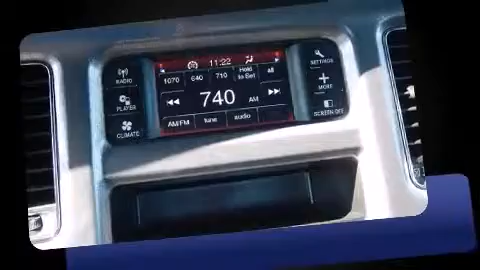 11:22
SETTINGS
RADIO
1070 640 710 Hold to Set all
MORE
PLAYER
740 AM
SCREEN OFF
CLIMATE
AM/FM tune audio